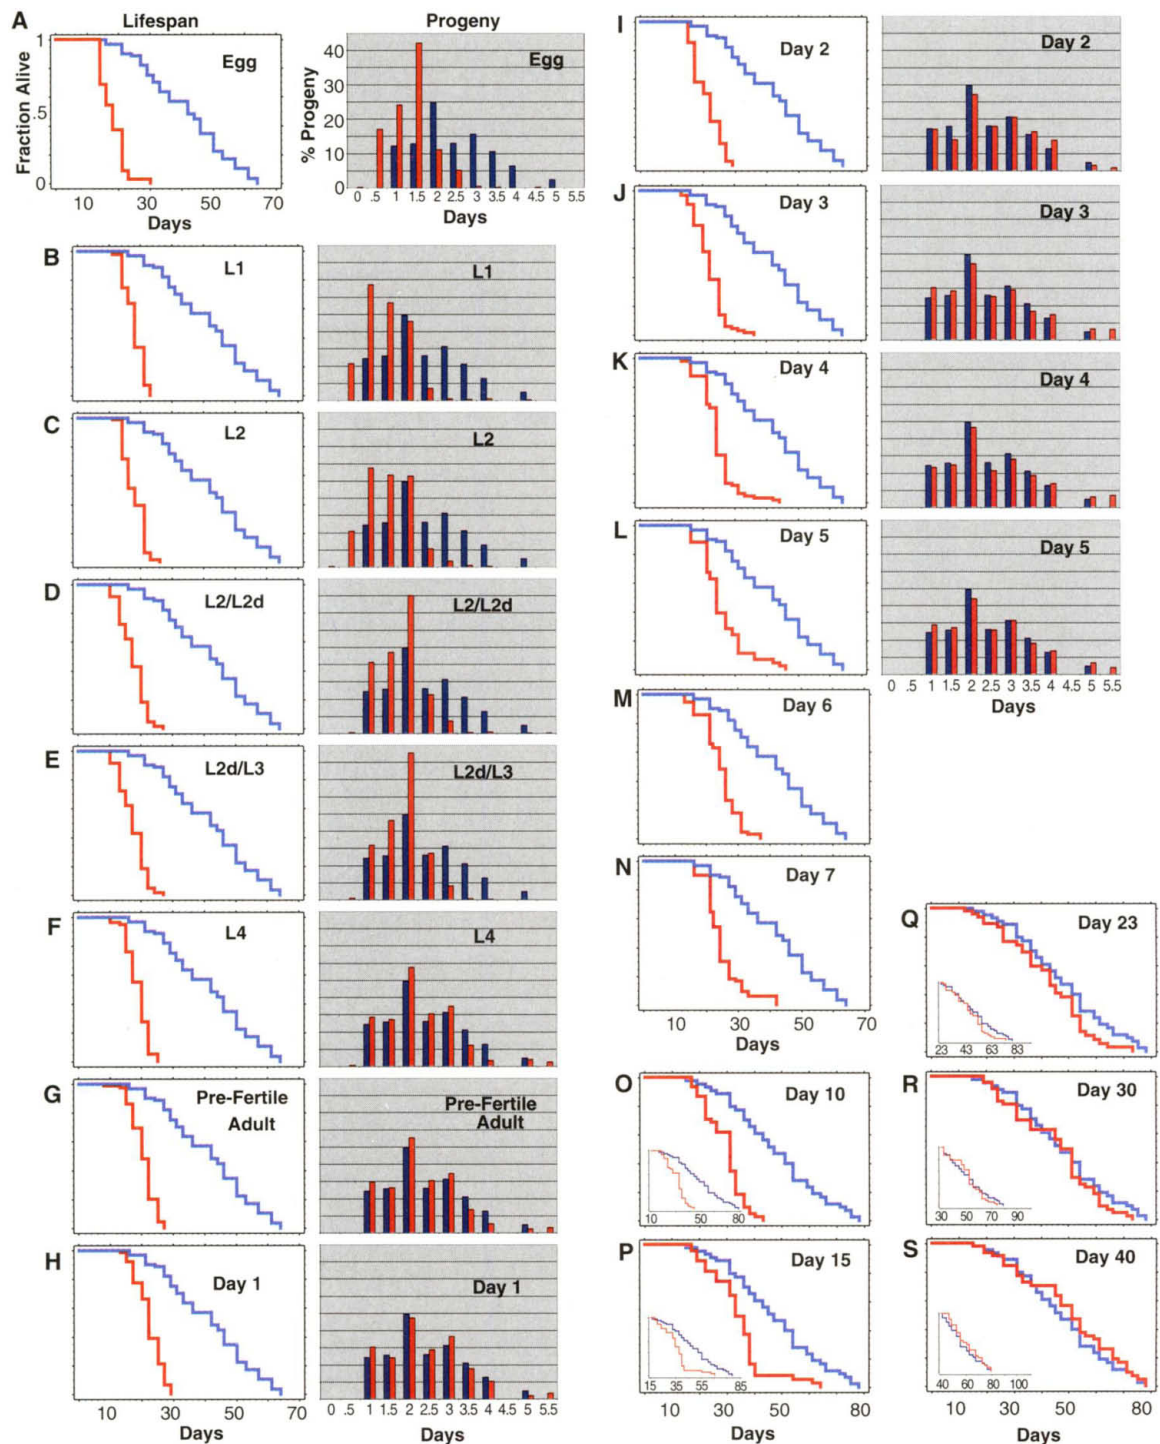 A
Lifespan
Progeny
Egg
Fraction Alive
1
.5
0
10 30 50 70
Days
Egg
% Progeny
40
30
20
10
0
0 .5 1 1.5 2 2.5 3 3.5 4 4.5 5 5.5
Days
B
L1
L1
C
L2
L2
D
L2/L2d
L2/L2d
E
L2d/L3
L2d/L3
F
L4
L4
G
Pre-Fertile
Adult
Pre-Fertile
Adult
H
Day 1
10 30 50 70
Days
Day 1
0 .5 1 1.5 2 2.5 3 3.5 4 4.5 5 5.5
Days
I
Day 2
Day 2
J
Day 3
Day 3
K
Day 4
Day 4
L
Day 5
Day 5
0 .5 1 1.5 2 2.5 3 3.5 4 4.5 5 5.5
Days
M
Day 6
N
Day 7
10 30 50 70
Days
O
Day 10
10 50 80
P
Day 15
15 35 55 85
10 30 50 80
Days
Q
Day 23
23 43 63 83
R
Day 30
30 50 70 90
S
Day 40
40 60 80 100
10 30 50 80
Days